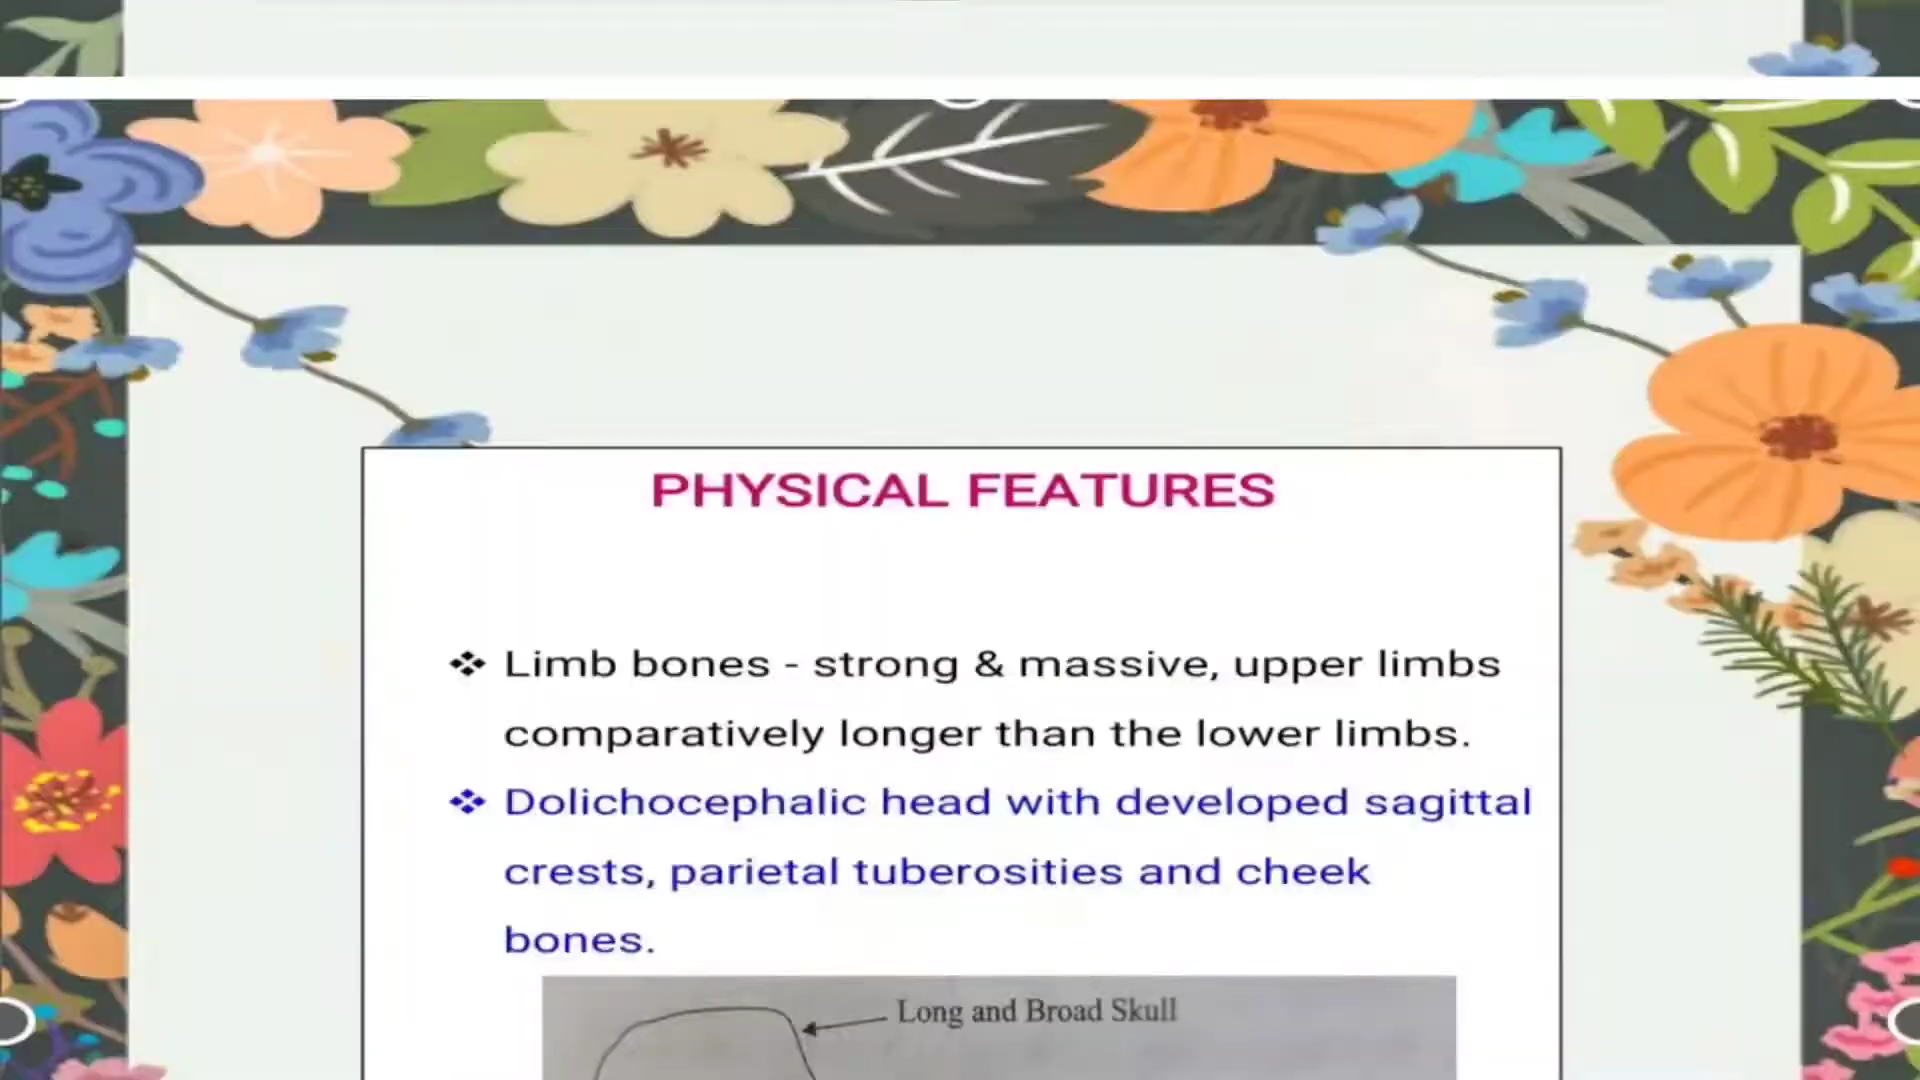 PHYSICAL FEATURES
❖ Limb bones - strong & massive, upper limbs
comparatively longer than the lower limbs.
❖ Dolichocephalic head with developed sagittal
crests, parietal tuberosities and cheek
bones.
Long and Broad Skull